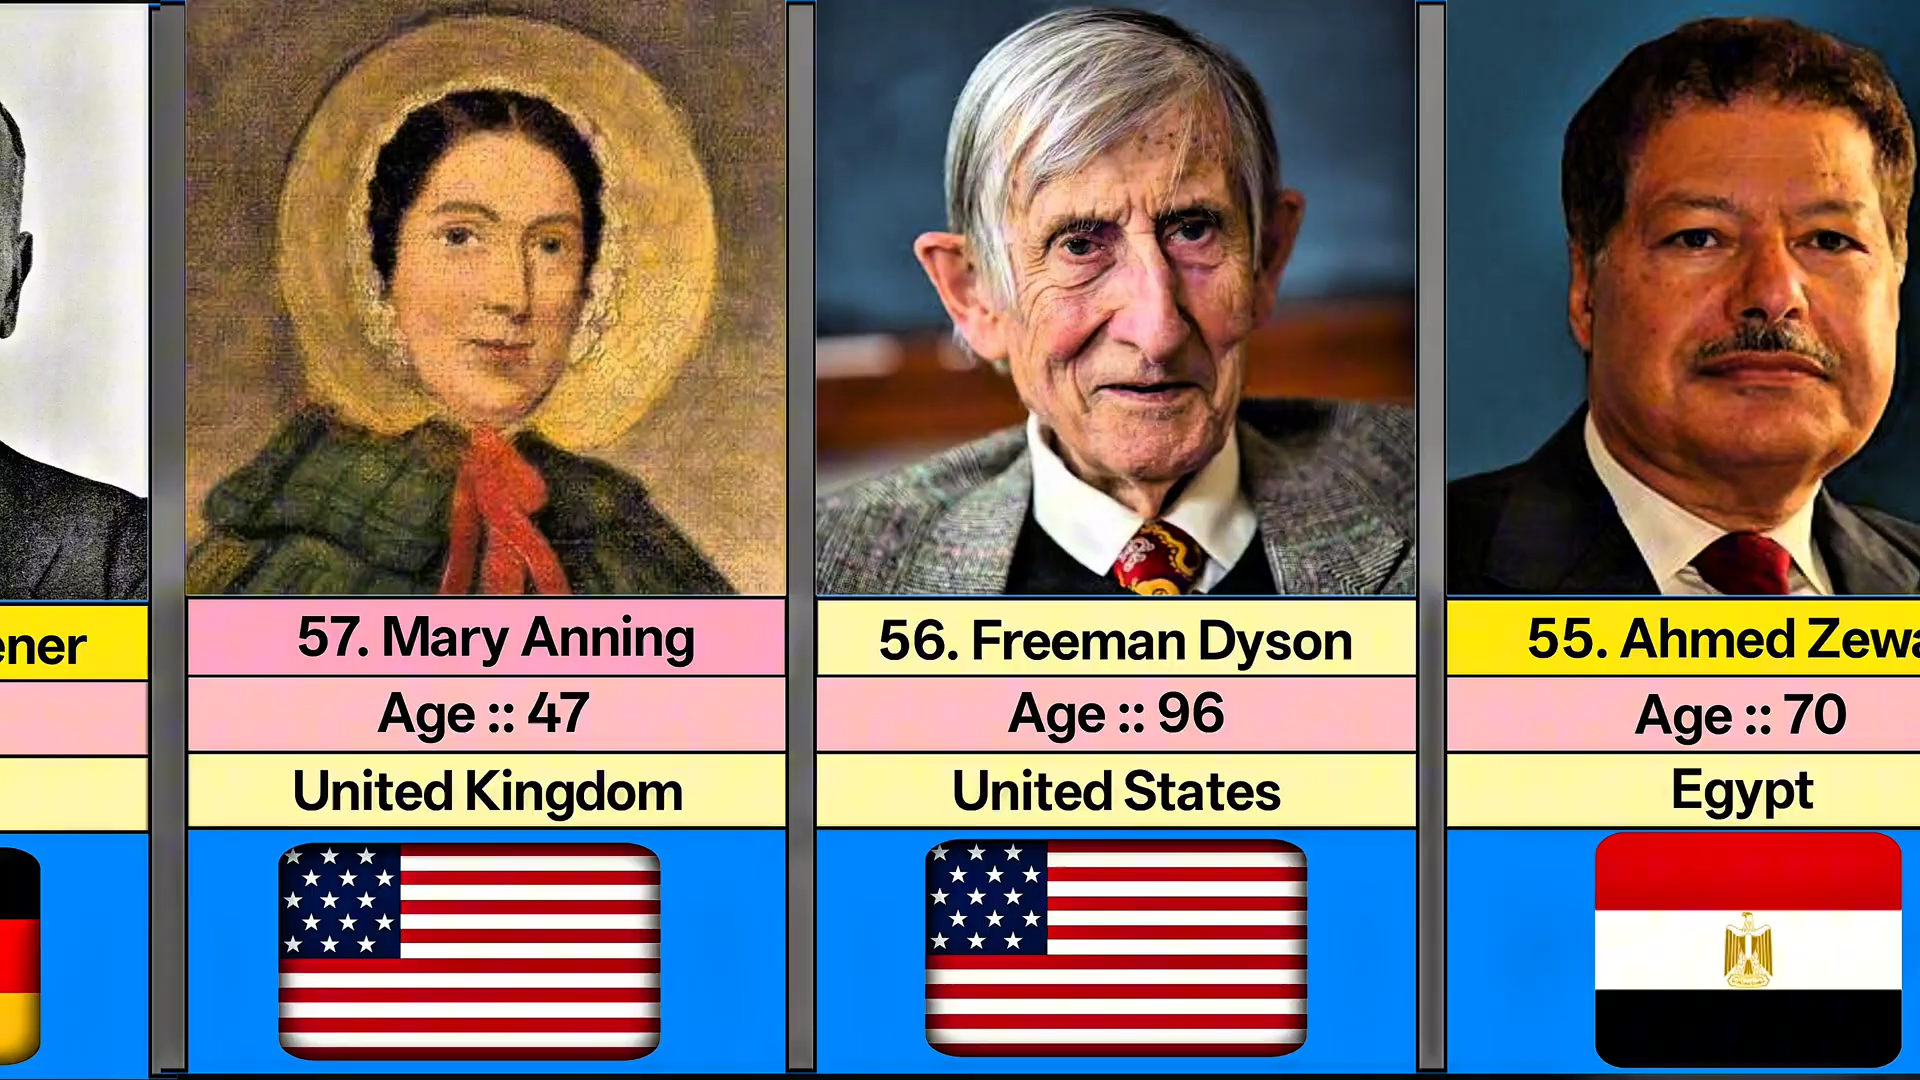 ener
57. Mary Anning
Age :: 47
United Kingdom
56. Freeman Dyson
Age :: 96
United States
55. Ahmed Zewa
Age :: 70
Egypt